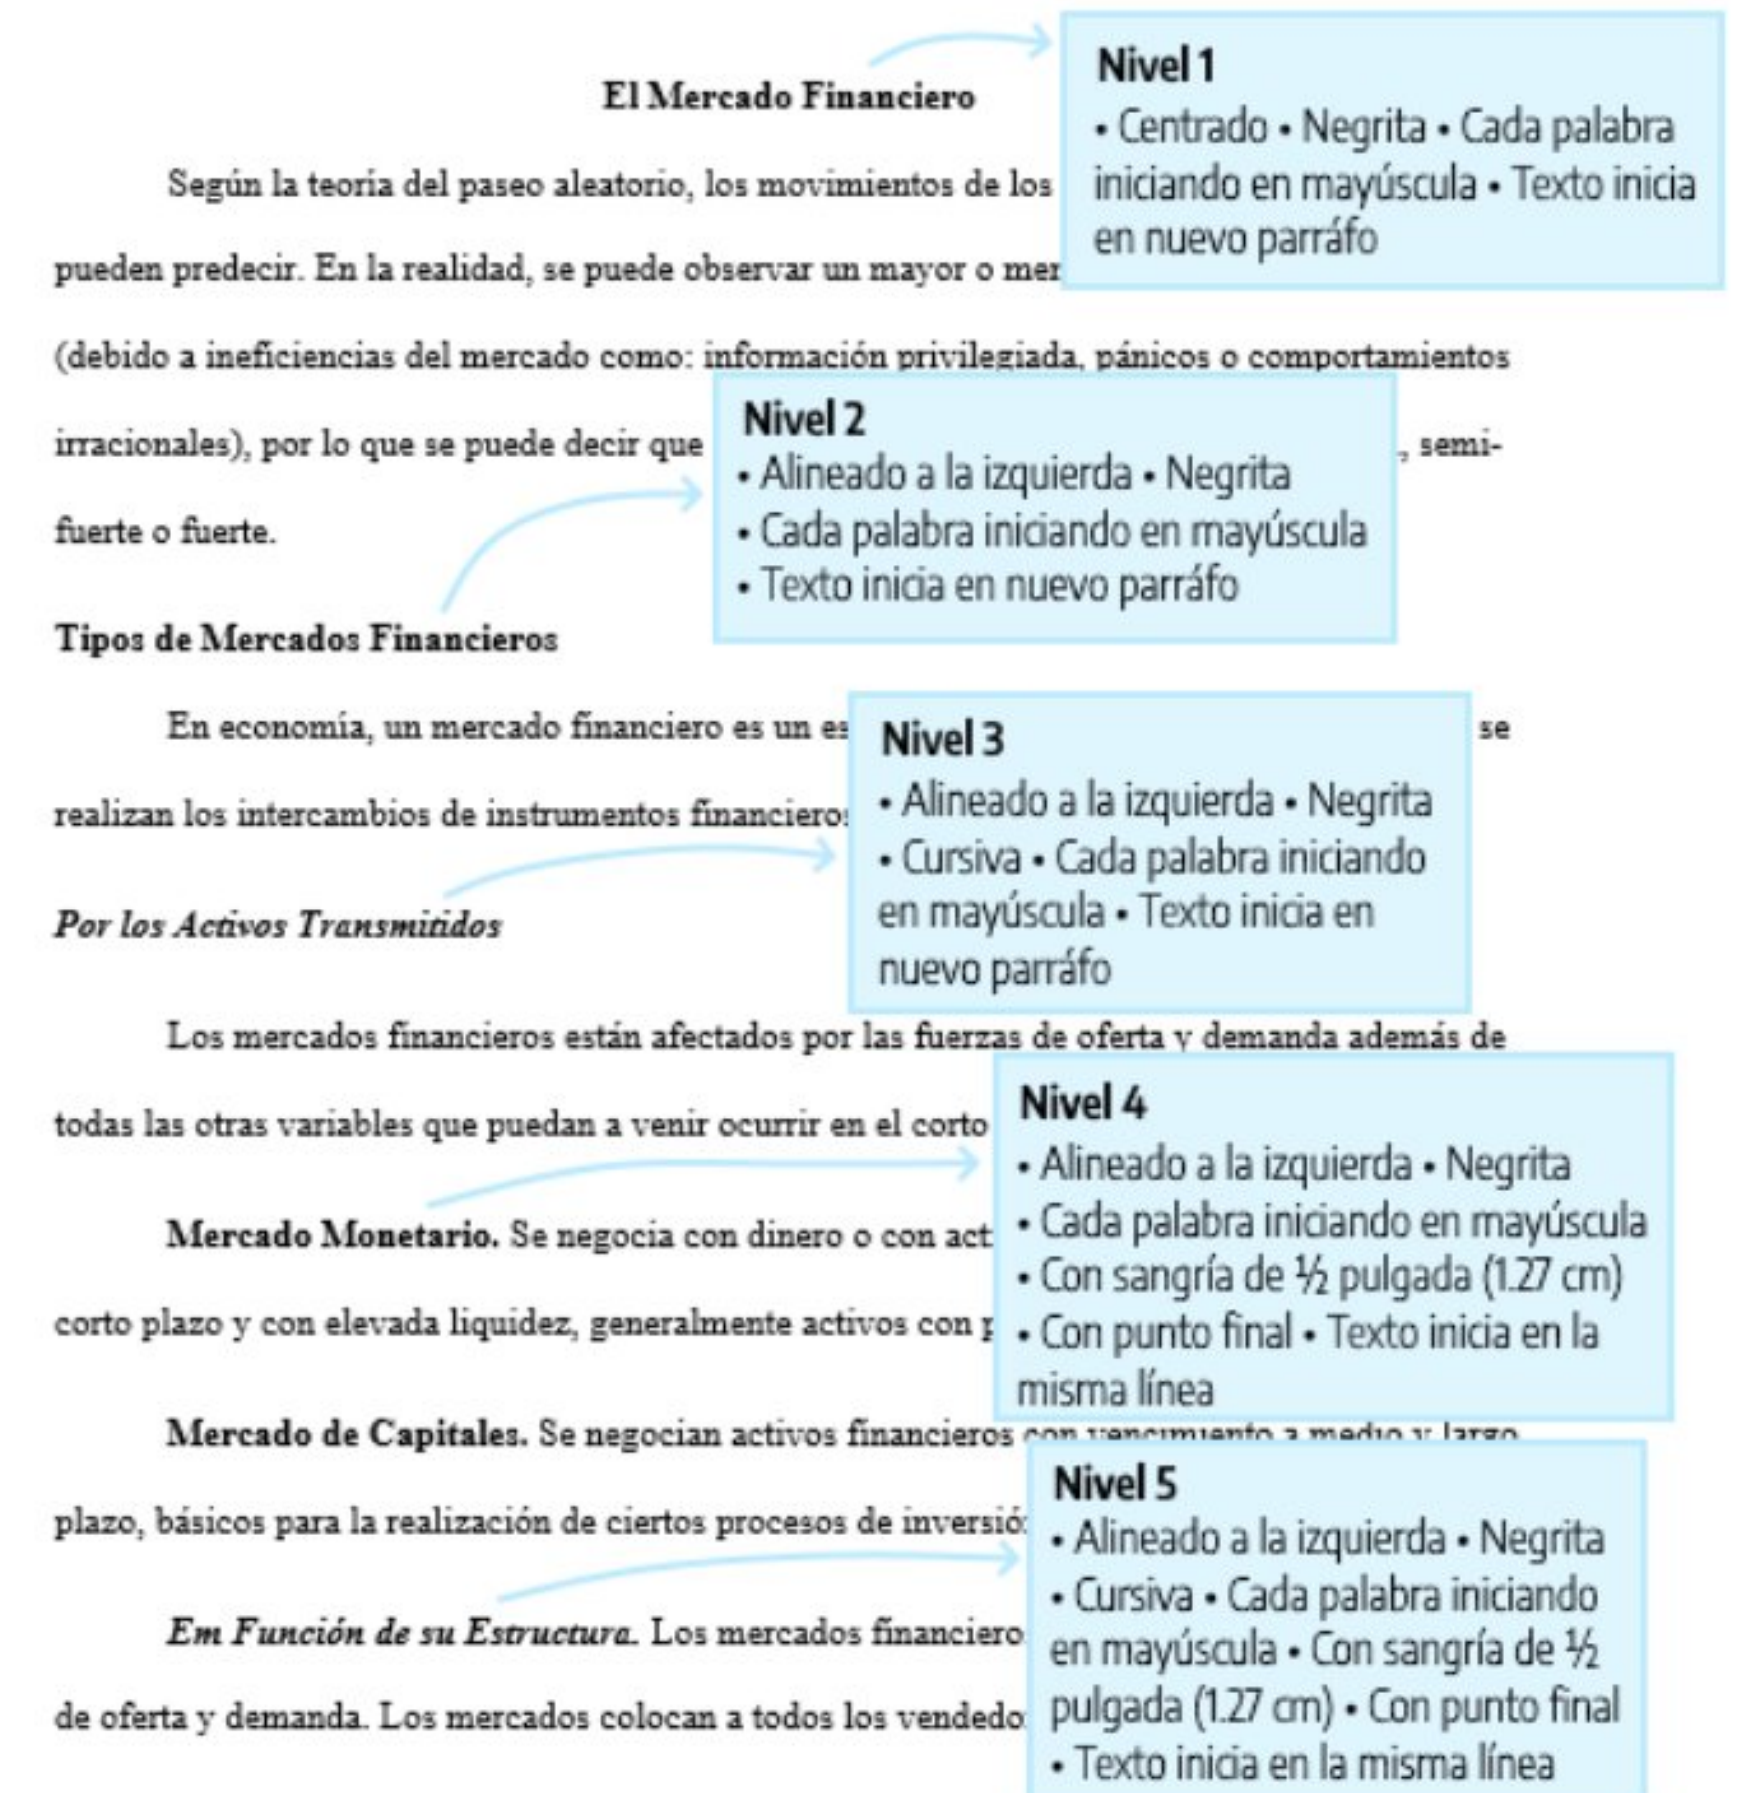 El Mercado Financiero
Nivel 1
• Centrado • Negrita • Cada palabra
iniciando en mayúscula • Texto inicia
en nuevo parráfo
Según la teoría del paseo aleatorio, los movimientos de los
pueden predecir. En la realidad, se puede observar un mayor o
(debido a ineficiencias del mercado como: información privilegiada, pánicos o comportamientos
irracionales), por lo que se puede decir que , semi-
fuerte o fuerte.
Nivel 2
• Alineado a la izquierda • Negrita
• Cada palabra iniciando en mayúscula
• Texto inicia en nuevo parráfo
Tipos de Mercados Financieros
En economía, un mercado financiero es un se
realizan los intercambios de instrumentos
Nivel 3
• Alineado a la izquierda • Negrita
• Cursiva • Cada palabra iniciando
en mayúscula • Texto inicia en
nuevo parráfo
Por los Activos Transmitidos
Los mercados financieros están afectados por las fuerzas de oferta y demanda además de
todas las otras variables que puedan a venir ocurrir en el corto
Nivel 4
• Alineado a la izquierda • Negrita
• Cada palabra iniciando en mayúscula
• Con sangría de ½ pulgada (1.27 cm)
• Con punto final • Texto inicia en la
misma línea
Mercado Monetario. Se negocia con dinero o con
corto plazo y con elevada liquidez, generalmente activos con
Mercado de Capitales. Se negocian activos financieros con vencimiento a medio y largo
plazo, básicos para la realización de ciertos procesos de
Nivel 5
• Alineado a la izquierda • Negrita
• Cursiva • Cada palabra iniciando
en mayúscula • Con sangría de ½
pulgada (1.27 cm) • Con punto final
• Texto inicia en la misma línea
Em Función de su Estructura. Los mercados
de oferta y demanda. Los mercados colocan a todos los